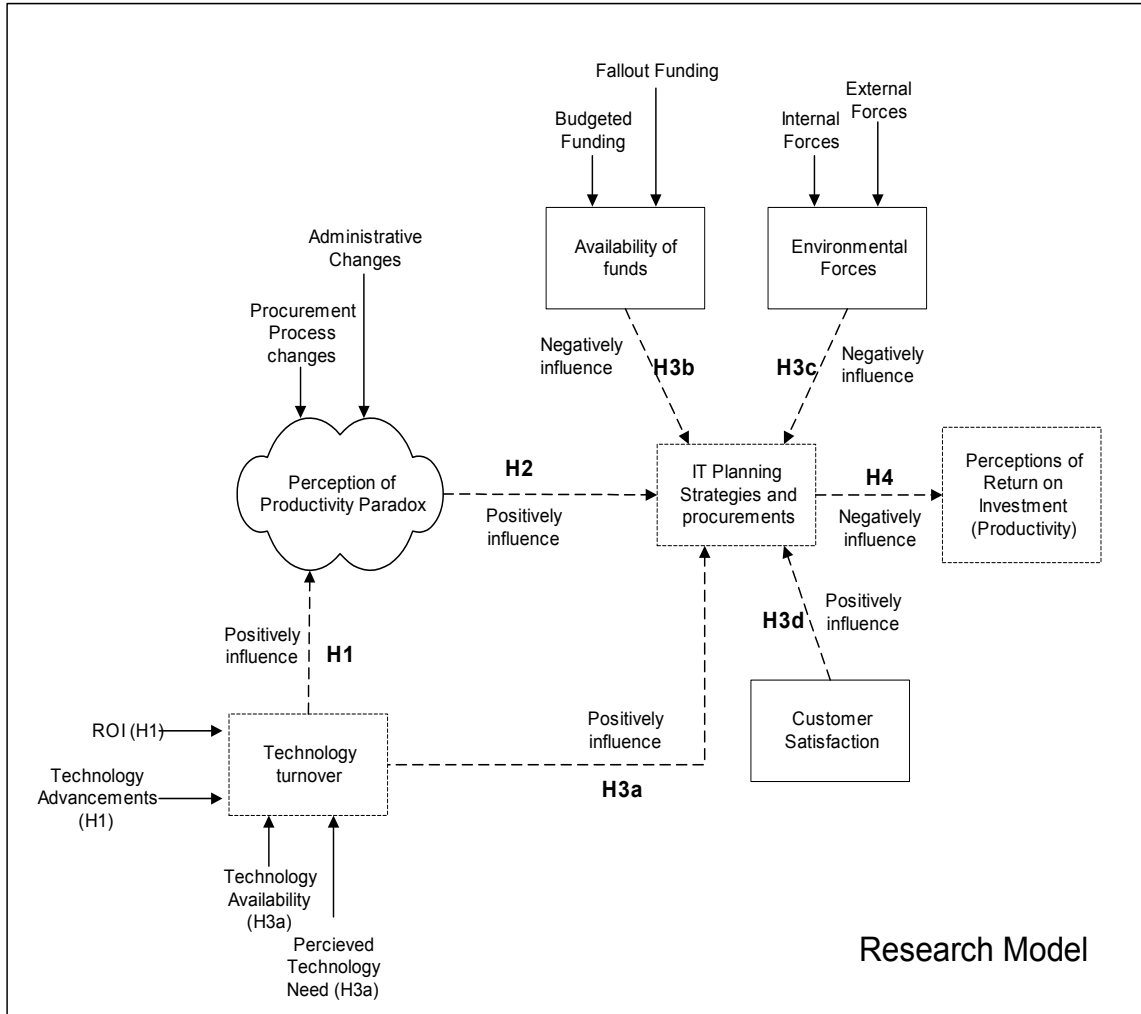 Fallout Funding
External
Forces
Budgeted
Funding
Internal
Forces
Administrative
Changes
Availability of
funds
Environmental
Forces
Procurement
Process
changes
Negatively
influence
H3b
H3c
Negatively
influence
Perception of
Productivity Paradox
H2
Positively
influence
IT Planning
Strategies and
procurements
H4
Negatively
influence
Perceptions of
Return on
Investment
(Productivity)
Positively
influence
H1
H3d
Positively
influence
ROI (H1)
Technology
Advancements
(H1)
Technology
turnover
Positively
influence
H3a
Customer
Satisfaction
Technology
Availability
(H3a)
Percieved
Technology
Need (H3a)
Research Model